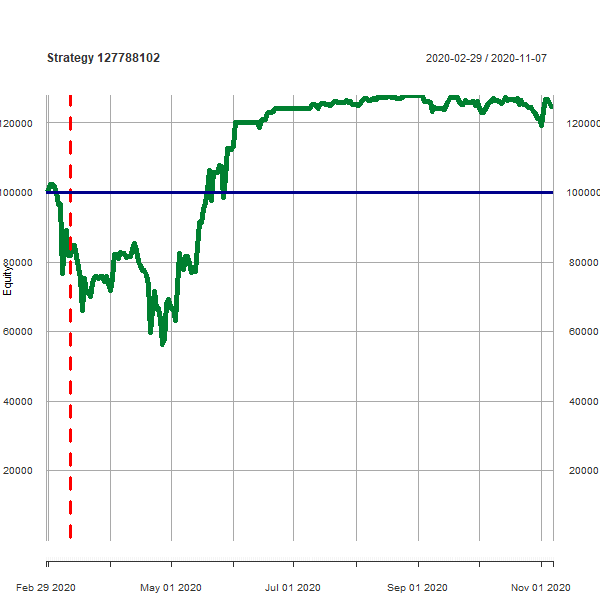 Strategy 127788102
2020-02-29 / 2020-11-07
120000
120000
100000
100000
80000
80000
Equity
60000
60000
40000
40000
20000
20000
Feb 29 2020
May 01 2020
Jul 01 2020
Sep 01 2020
Nov 01 2020